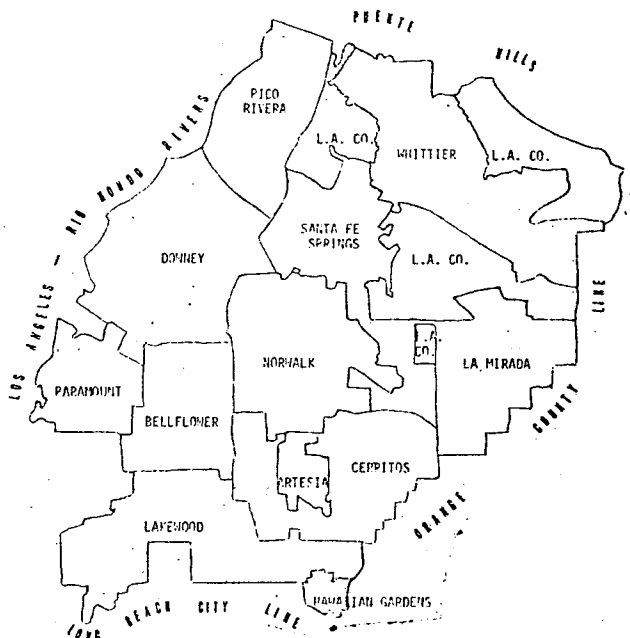 PUENTE HILLS
PICO
RIVERA
L.A. CO.
WHITTIER
L.A. CO.
LOS ANGELES - RIO HONDO RIVERS
SANTA FE
SPRINGS
DOWNEY
L.A. CO.
L.A.
CO.
NORWALK
LA MIRADA
PARAMOUNT
BELLFLOWER
ARTESIA
CERRITOS
ORANGE COUNTY LINE
LAKEWOOD
HAWAIIAN GARDENS
LONG BEACH CITY LINE